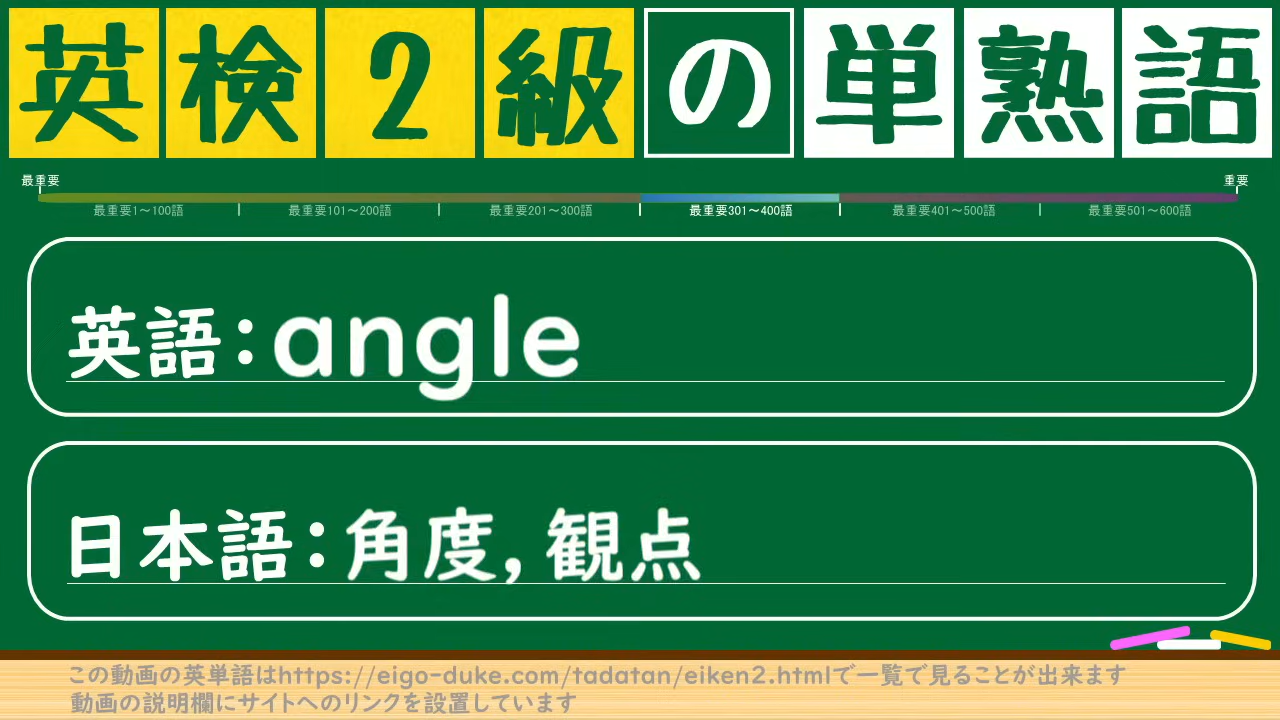 英検2級の単熟語
最重要 重要
最重要1〜100語 最重要101〜200語 最重要201〜300語 最重要301〜400語 最重要401〜500語 最重要501〜600語
英語：angle
日本語：角度，観点
この動画の英単語はhttps://eigo-duke.com/tadatan/eiken2.htmlで一覧で見ることが出来ます
動画の説明欄にサイトへのリンクを設置しています